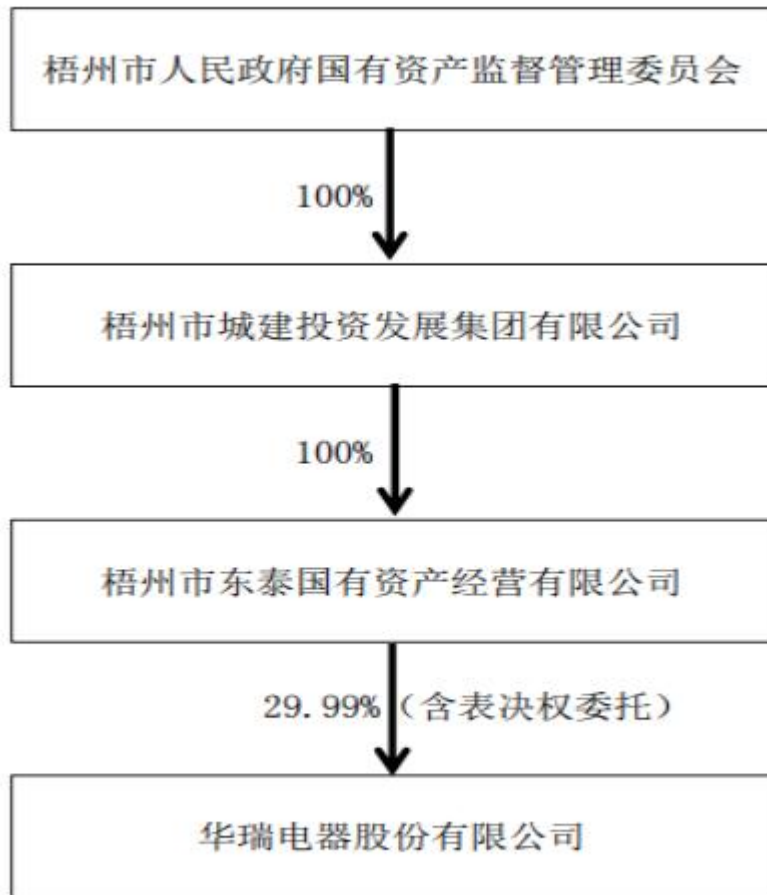 梧州市人民政府国有资产监督管理委员会
100%
梧州市城建投资发展集团有限公司
100%
梧州市东泰国有资产经营有限公司
29.99%（含表决权委托）
华瑞电器股份有限公司